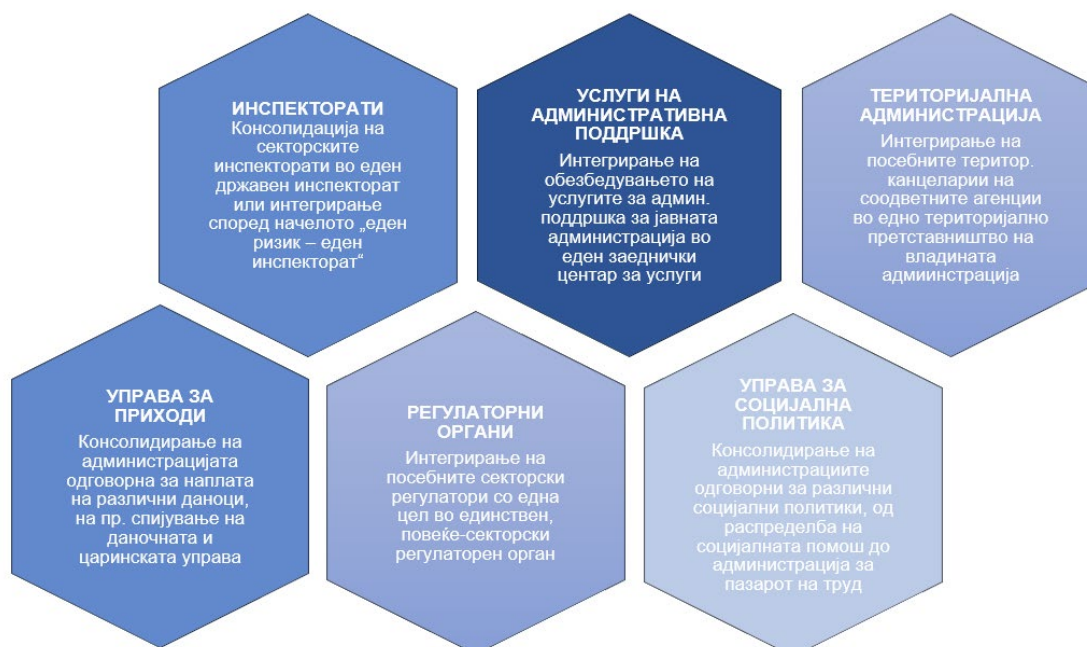 ИНСПЕКТОРАТИ
Консолидација на
секторските
инспекторати во еден
државен инспекторат
или интегрирање
според начелото „еден
ризик – еден
инспекторат“
УСЛУГИ НА
АДМИНИСТРАТИВНА
ПОДДРШКА
Интегрирање на
обезбедувањето на
услугите за админ.
поддршка за јавната
администрација во
еден заеднички
центар за услуги
ТЕРИТОРИЈАЛНА
АДМИНИСТРАЦИЈА
Интегрирање на
посебните територ.
канцеларии на
соодветните агенции
во едно територијално
претставништво на
владината
адмиинстрација
УПРАВА ЗА
ПРИХОДИ
Консолидирање на
администрацијата
одговорна за наплата
на различни даноци,
на пр. спијување на
даночната и
царинската управа
РЕГУЛАТОРНИ
ОРГАНИ
Интегрирање на
посебните секторски
регулатори со една
цел во единствен,
повеќе-секторски
регулаторен орган
УПРАВА ЗА
СОЦИЈАЛНА
ПОЛИТИКА
Консолидирање на
администрациите
одговорни за различни
социјални политики, од
распределба на
социјалната помош до
администрација за
пазарот на труд